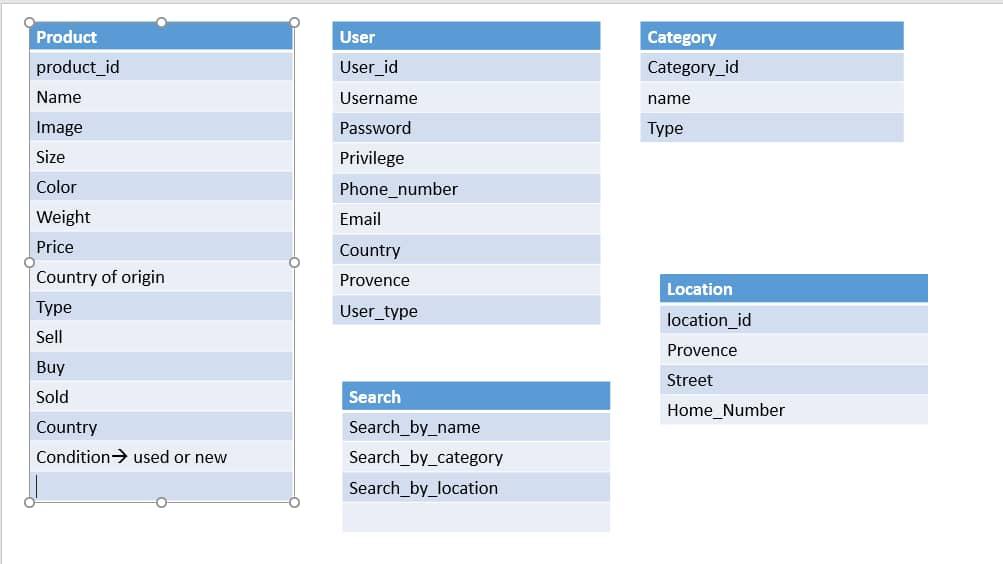 Product
product_id
Name
Image
Size
Color
Weight
Price
Country of origin
Type
Sell
Buy
Sold
Country
Condition→ used or new
User
User_id
Username
Password
Privilege
Phone_number
Email
Country
Provence
User_type
Search
Search_by_name
Search_by_category
Search_by_location
Category
Category_id
name
Type
Location
location_id
Provence
Street
Home_Number